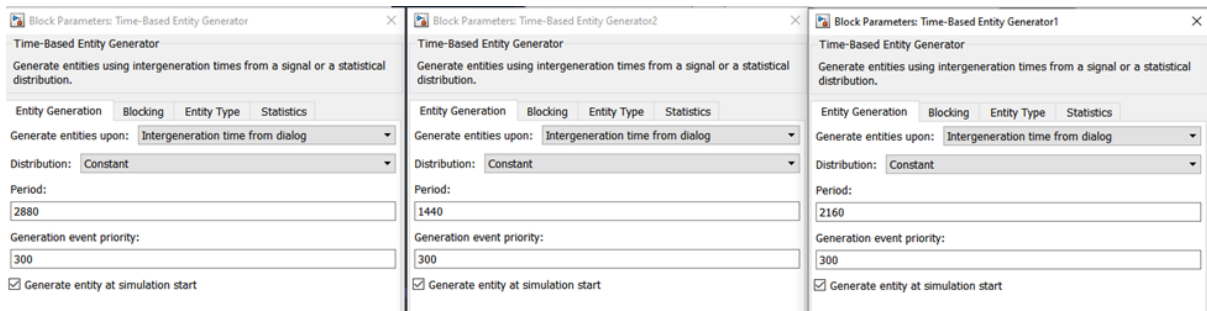 Block Parameters: Time-Based Entity Generator
Time-Based Entity Generator
Generate entities using intergeneration times from a signal or a statistical
distribution.
Entity Generation Blocking Entity Type Statistics
Generate entities upon: Intergeneration time from dialog
Distribution: Constant
Period:
2880
Generation event priority:
300
Generate entity at simulation start
Block Parameters: Time-Based Entity Generator2
Time-Based Entity Generator
Generate entities using intergeneration times from a signal or a statistical
distribution.
Entity Generation Blocking Entity Type Statistics
Generate entities upon: Intergeneration time from dialog
Distribution: Constant
Period:
1440
Generation event priority:
300
Generate entity at simulation start
Block Parameters: Time-Based Entity Generator1
Time-Based Entity Generator
Generate entities using intergeneration times from a signal or a statistical
distribution.
Entity Generation Blocking Entity Type Statistics
Generate entities upon: Intergeneration time from dialog
Distribution: Constant
Period:
2160
Generation event priority:
300
Generate entity at simulation start